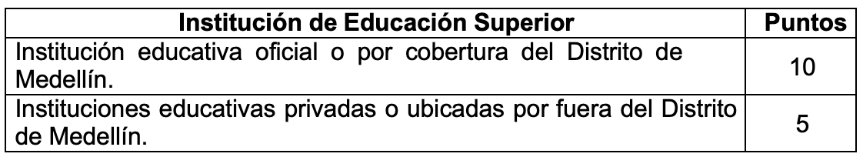 Institución de Educación Superior Puntos
Institución educativa oficial o por cobertura del Distrito de
Medellín.
10
Instituciones educativas privadas o ubicadas por fuera del Distrito
de Medellín.
5